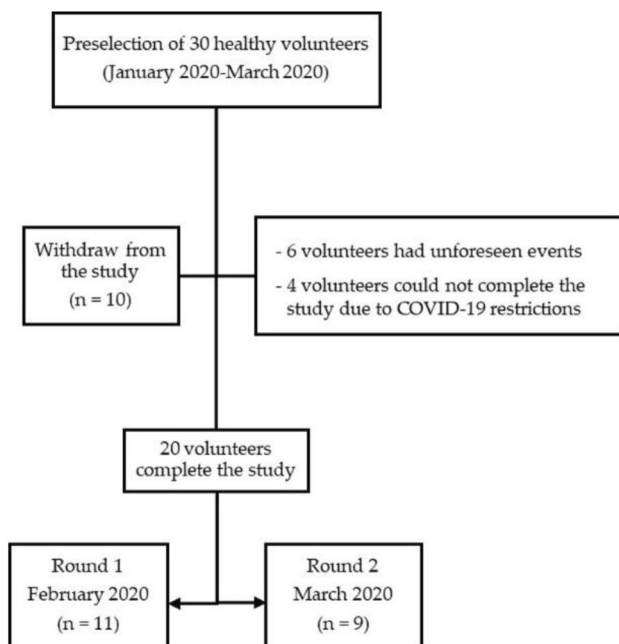 Preselection of 30 healthy volunteers
(January 2020-March 2020)
Withdraw from
the study
(n = 10)
- 6 volunteers had unforeseen events
- 4 volunteers could not complete the
study due to COVID-19 restrictions
20 volunteers
complete the study
Round 1
February 2020
(n = 11)
Round 2
March 2020
(n = 9)